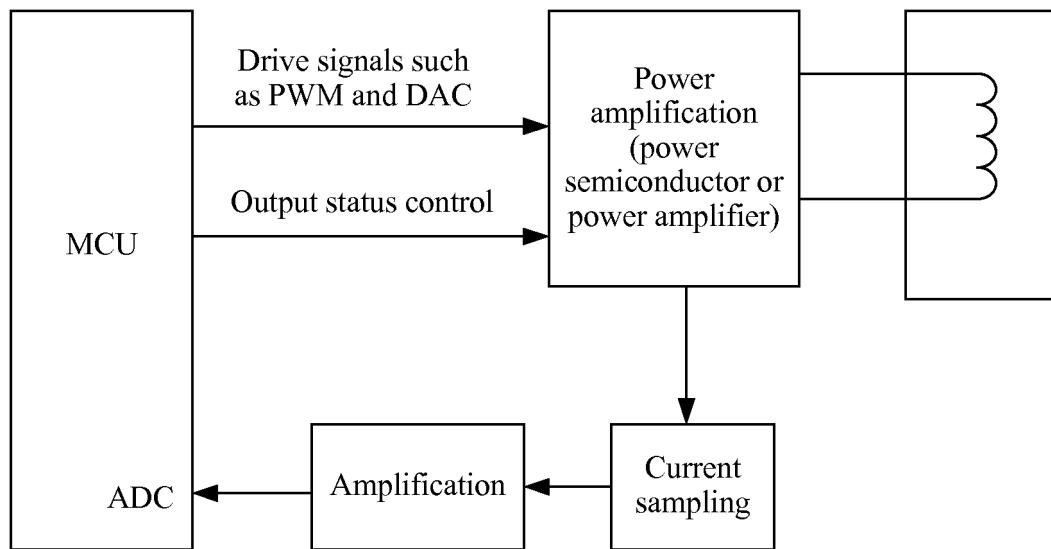 Drive signals such
as PWM and DAC
Power
amplification
(power
semiconductor or
power amplifier)
Output status control
MCU
ADC
Amplification
Current
sampling